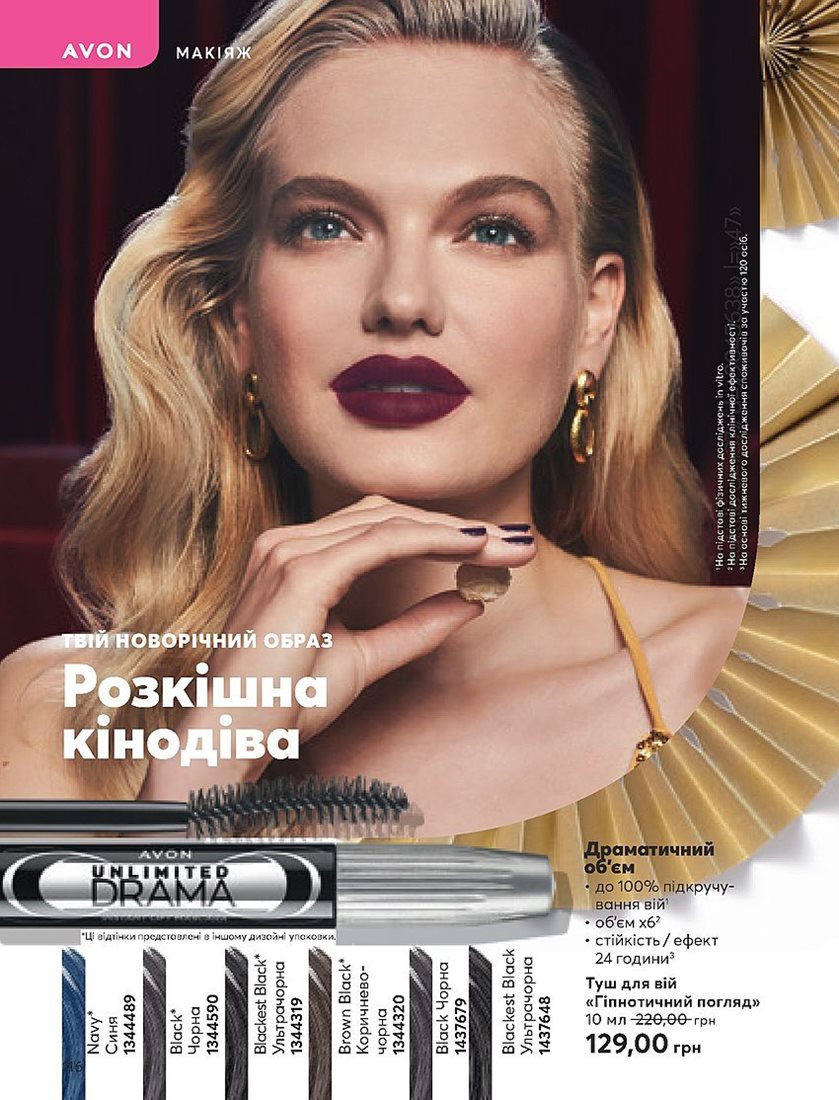 AVON
МАКІЯЖ
¹На підставі фізичних досліджень in vitro.
²На підставі дослідження клінічної ефективності.
³На основі тижневого дослідження споживачів за участю 120 осіб.
ТВІЙ НОВОРІЧНИЙ ОБРАЗ
Розкішна
кінодіва
AVON
UNLIMITED
DRAMA
*Ці відтінки представлені в іншому дизайні упаковки.
Navy*
Синя
1344489
Black*
Чорна
1344590
Blackest Black*
Ультрачорна
1344319
Brown Black*
Коричнево-
чорна
1344320
Black Чорна
1437679
Blackest Black
Ультрачорна
1437648
Драматичний
об'єм
• до 100% підкручу-
вання вій¹
• об'єм х6²
• стійкість / ефект
24 години³
Туш для вій
«Гіпнотичний погляд»
10 мл 220,00 грн
129,00 грн